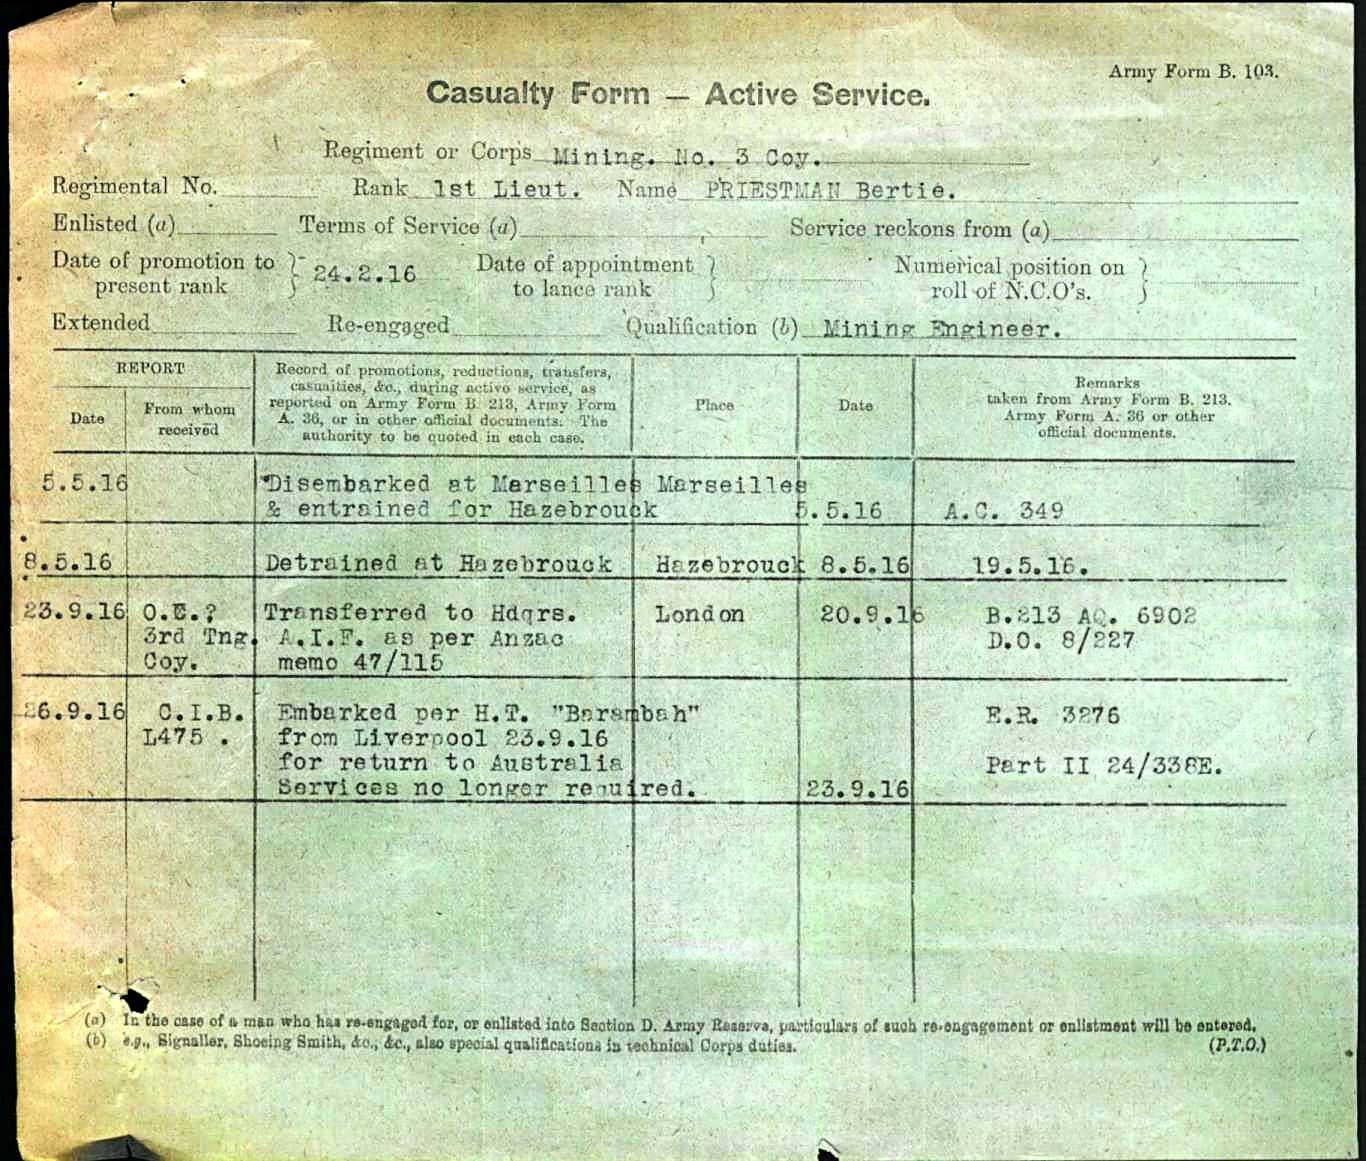 Army Form B. 103.
Casualty Form — Active Service.
Regiment or Corps Mining. No. 3 Coy.
Regimental No. Rank 1st Lieut. Name PRIESTMAN Bertie.
Enlisted (a) Terms of Service (a) Service reckons from (a)
Date of promotion to present rank } 24.2.16 Date of appointment to lance rank } Numerical position on roll of N.C.O's. }
Extended Re-engaged Qualification (b) Mining Engineer.
REPORT
Date
From whom
received
Record of promotions, reductions, transfers,
casualties, &c., during active service, as
reported on Army Form B. 213, Army Form
A. 36, or in other official documents. The
authority to be quoted in each case.
Place
Date
Remarks
taken from Army Form B. 213,
Army Form A. 36 or other
official documents.
5.5.16 Disembarked at Marseilles Marseilles
& entrained for Hazebrouck 5.5.16 A.C. 349
8.5.16 Detrained at Hazebrouck Hazebrouck 8.5.16 19.5.16.
23.9.16 O.E.? Transferred to Hdqrs. London 20.9.16 B.213 AQ. 6902
3rd Tng. A.I.F. as per Anzac D.O. 8/227
Coy. memo 47/115
26.9.16 C.I.B. Embarked per H.T. "Barambah" E.R. 3276
L475 . from Liverpool 23.9.16
for return to Australia Part II 24/338E.
Services no longer required. 23.9.16
(a) In the case of a man who has re-engaged for, or enlisted into Section D. Army Reserve, particulars of such re-engagement or enlistment will be entered.
(b) e.g., Signaller, Shoeing Smith, &c., &c., also special qualifications in technical Corps duties. (P.T.O.)